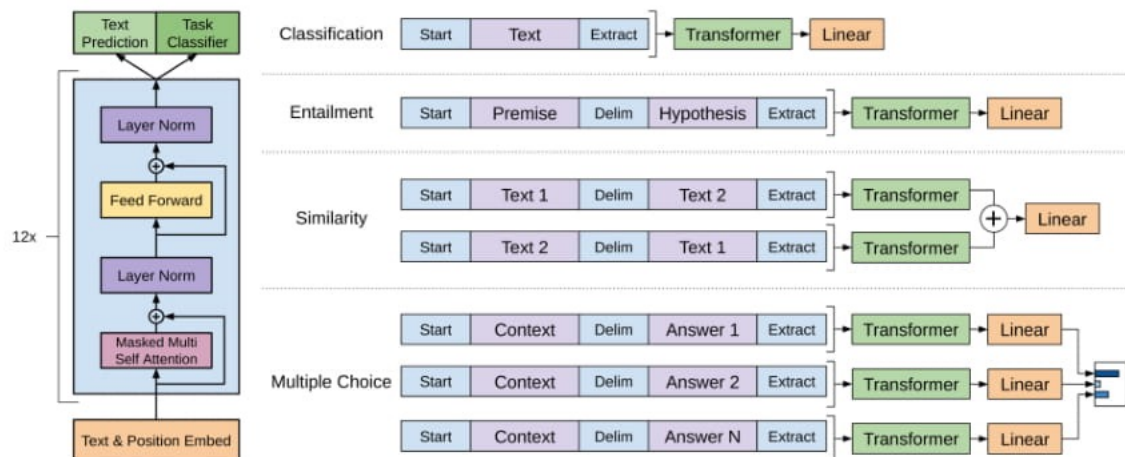 Text
Prediction
Task
Classifier
Layer Norm
Feed Forward
12x
Layer Norm
Masked Multi
Self Attention
Text & Position Embed
Classification
Start Text Extract Transformer Linear
Entailment
Start Premise Delim Hypothesis Extract Transformer Linear
Similarity
Start Text 1 Delim Text 2 Extract Transformer
Start Text 2 Delim Text 1 Extract Transformer
+ Linear
Multiple Choice
Start Context Delim Answer 1 Extract Transformer Linear
Start Context Delim Answer 2 Extract Transformer Linear
Start Context Delim Answer N Extract Transformer Linear